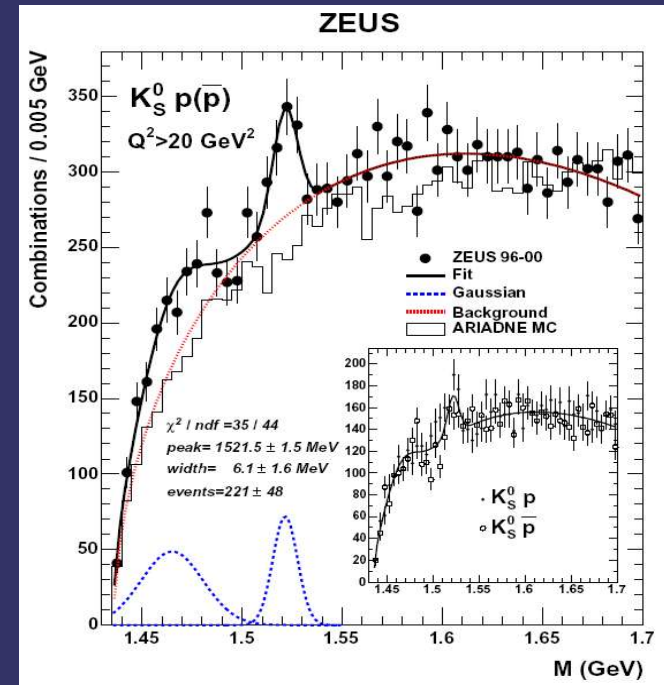 ZEUS
Combinations / 0.005 GeV
350
300
250
200
150
100
50
0
K⁰_S p(p̅)
Q²>20 GeV²
ZEUS 96-00
Fit
Gaussian
Background
ARIADNE MC
χ² / ndf =35 / 44
peak= 1521.5 ± 1.5 MeV
width= 6.1 ± 1.6 MeV
events=221 ± 48
200
180
160
140
120
100
80
60
40
20
0
K⁰_S p
K⁰_S p̅
1.45 1.5 1.55 1.6 1.65 1.7
1.45 1.5 1.55 1.6 1.65 1.7
M (GeV)